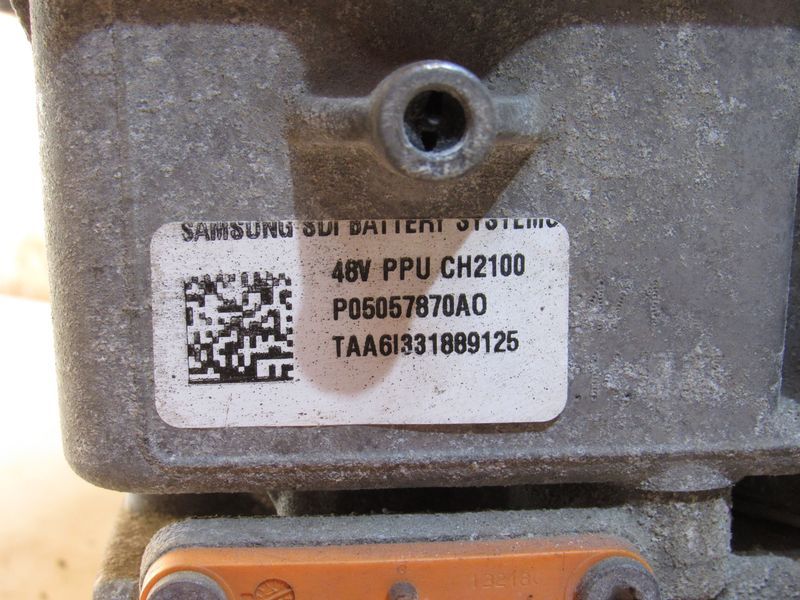 SAMSUNG SDI BATTERY SYSTEMS
48V PPU CH2100
P05057870AO
TAA6I331889125